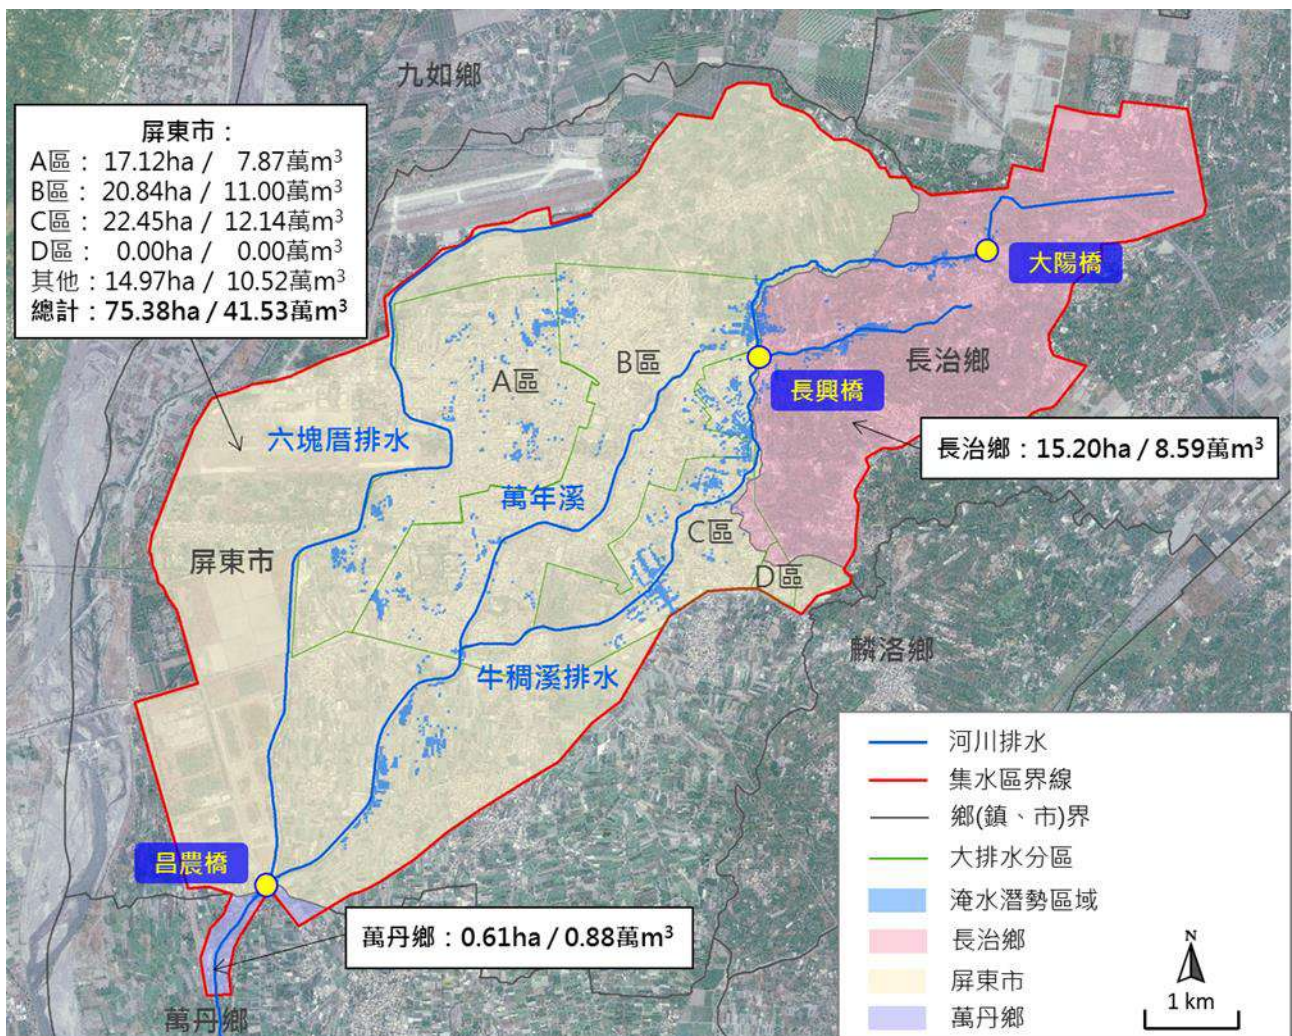 九如鄉
屏東市：
A區：17.12ha / 7.87萬m³
B區：20.84ha / 11.00萬m³
C區：22.45ha / 12.14萬m³
D區：0.00ha / 0.00萬m³
其他：14.97ha / 10.52萬m³
總計：75.38ha / 41.53萬m³
大陽橋
B區
A區
長治鄉
長興橋
六塊厝排水
長治鄉：15.20ha / 8.59萬m³
萬年溪
C區
屏東市
D區
麟洛鄉
牛稠溪排水
昌農橋
萬丹鄉：0.61ha / 0.88萬m³
萬丹鄉
河川排水
集水區界線
鄉(鎮、市)界
大排水分區
淹水潛勢區域
長治鄉
屏東市
萬丹鄉
N
1 km